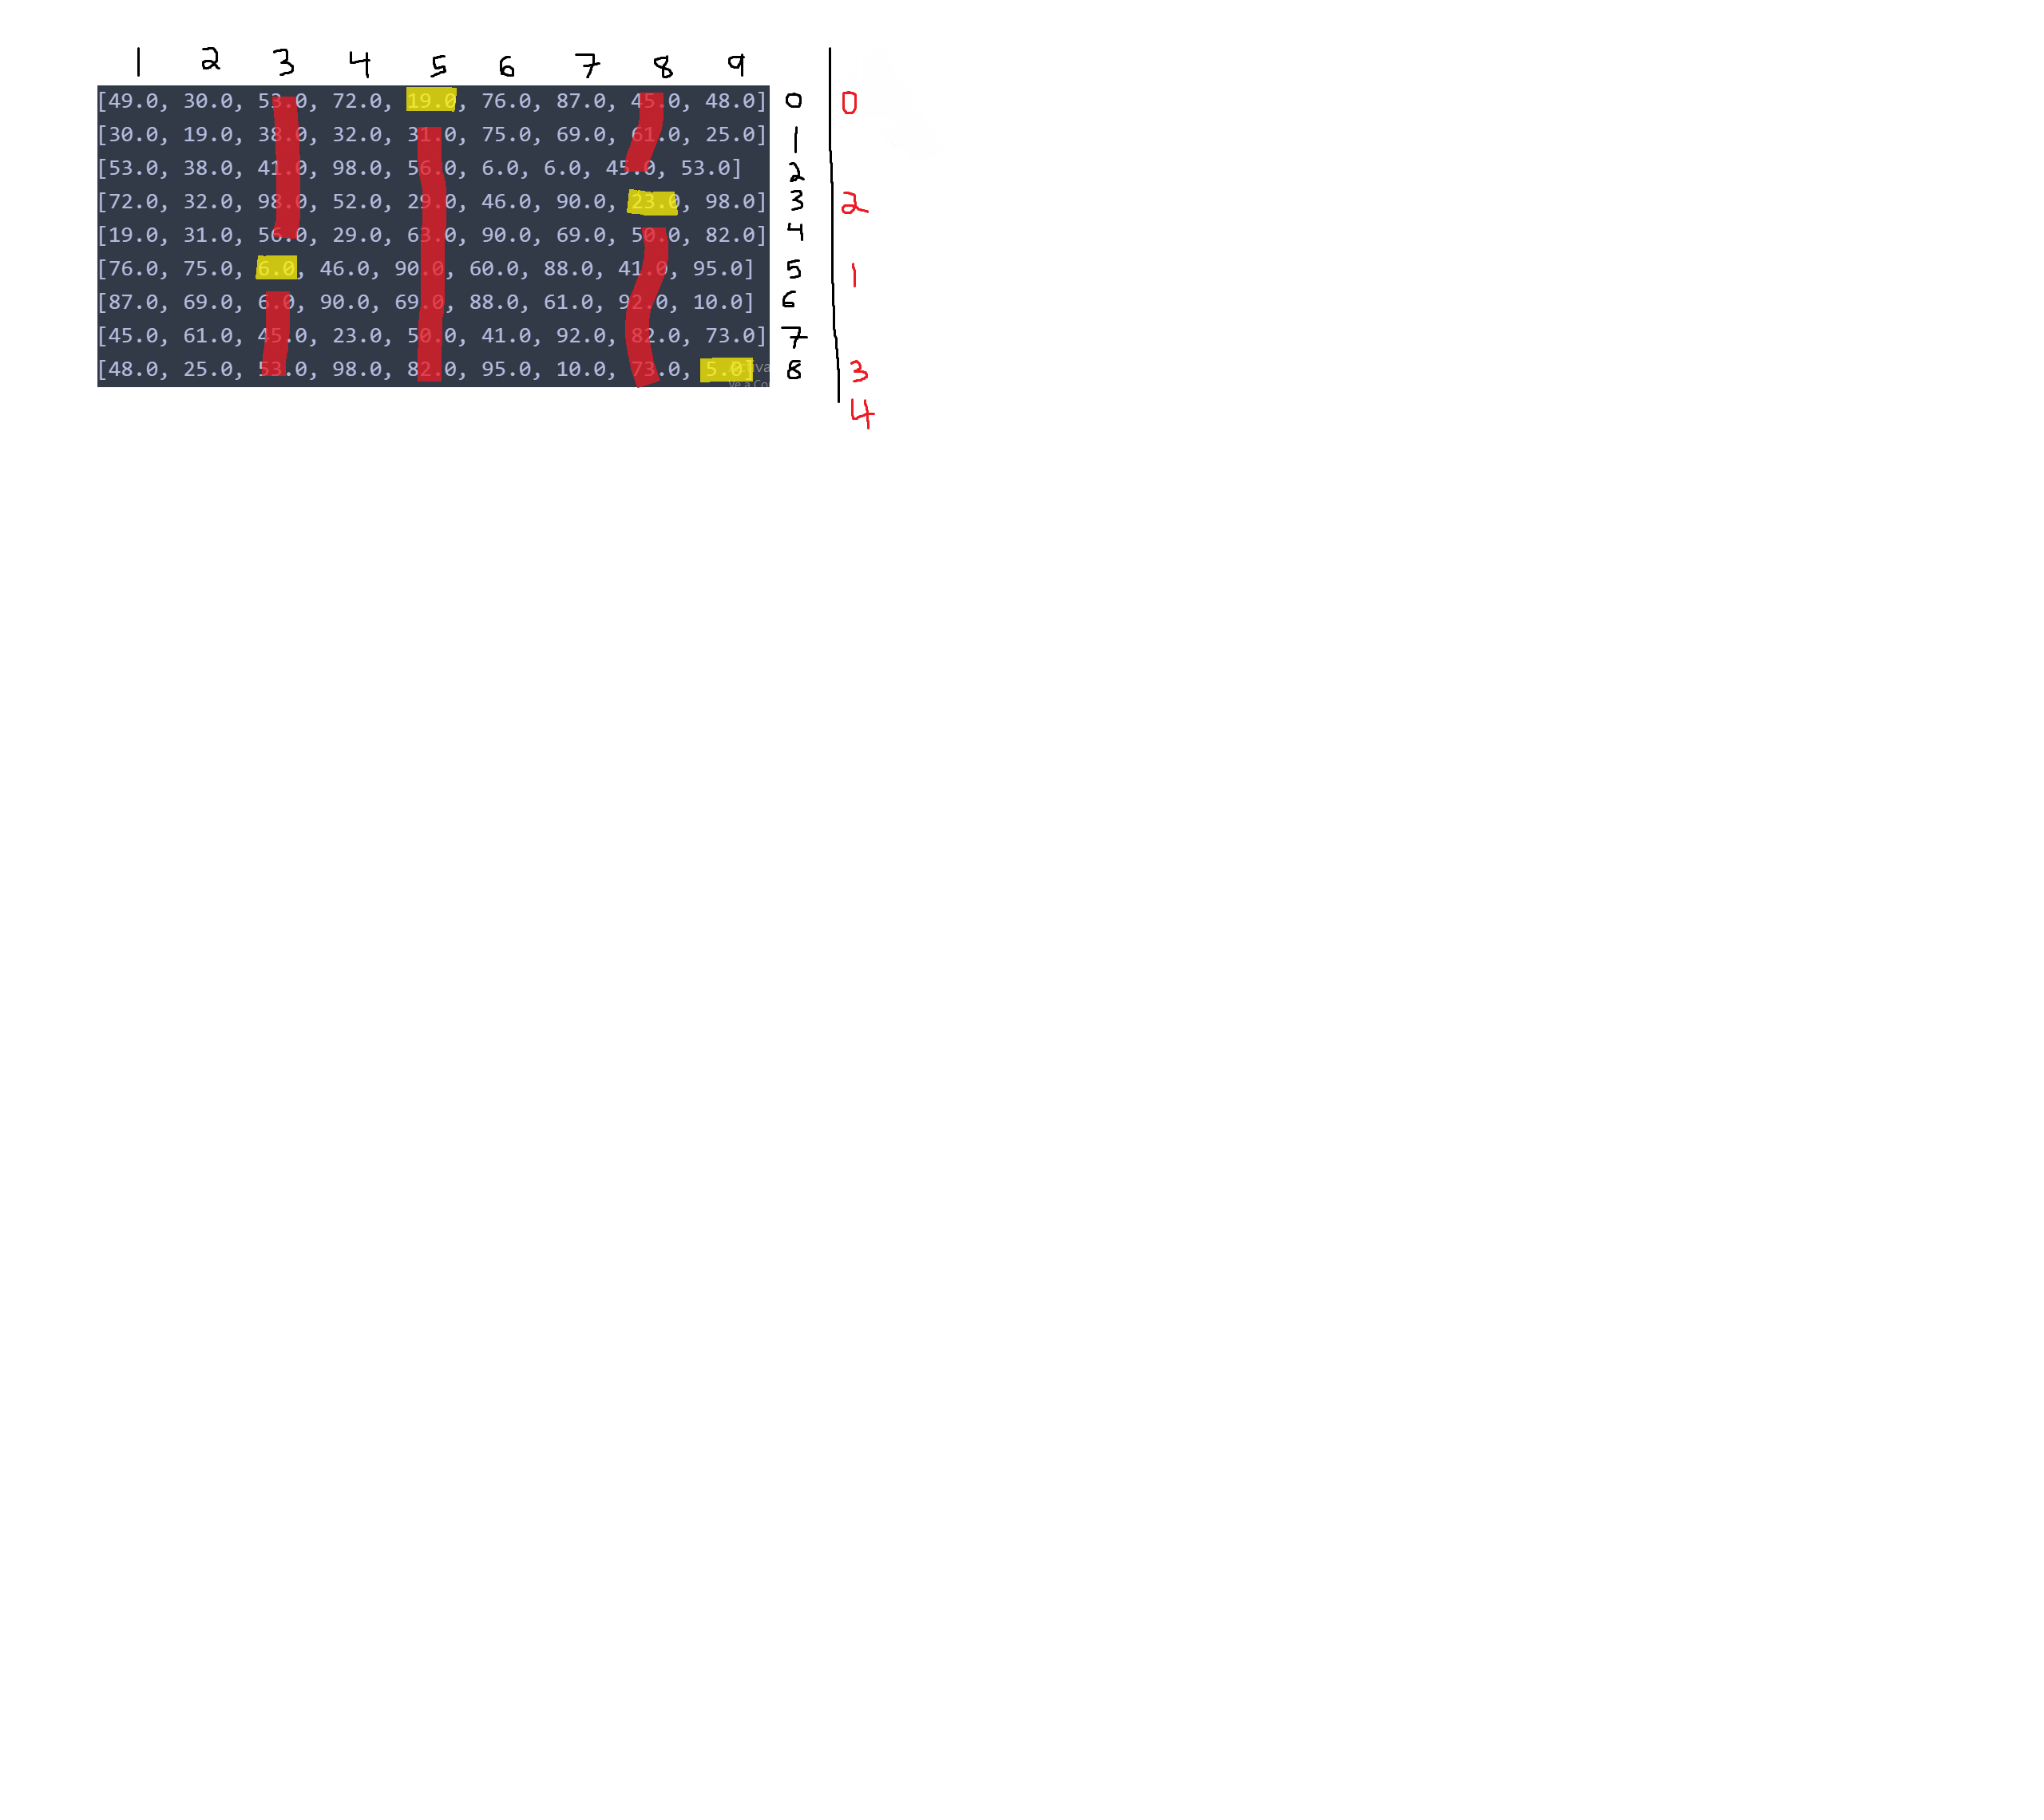 1 2 3 4 5 6 7 8 9
[49.0, 30.0, 53.0, 72.0, 19.0, 76.0, 87.0, 45.0, 48.0] 0 0
[30.0, 19.0, 38.0, 32.0, 31.0, 75.0, 69.0, 61.0, 25.0] 1
[53.0, 38.0, 41.0, 98.0, 56.0, 6.0, 6.0, 45.0, 53.0] 2
[72.0, 32.0, 98.0, 52.0, 29.0, 46.0, 90.0, 23.0, 98.0] 3 2
[19.0, 31.0, 56.0, 29.0, 63.0, 90.0, 69.0, 50.0, 82.0] 4
[76.0, 75.0, 6.0, 46.0, 90.0, 60.0, 88.0, 41.0, 95.0] 5 1
[87.0, 69.0, 6.0, 90.0, 69.0, 88.0, 61.0, 92.0, 10.0] 6
[45.0, 61.0, 45.0, 23.0, 50.0, 41.0, 92.0, 82.0, 73.0] 7
[48.0, 25.0, 53.0, 98.0, 82.0, 95.0, 10.0, 73.0, 5.0] 8 3
4